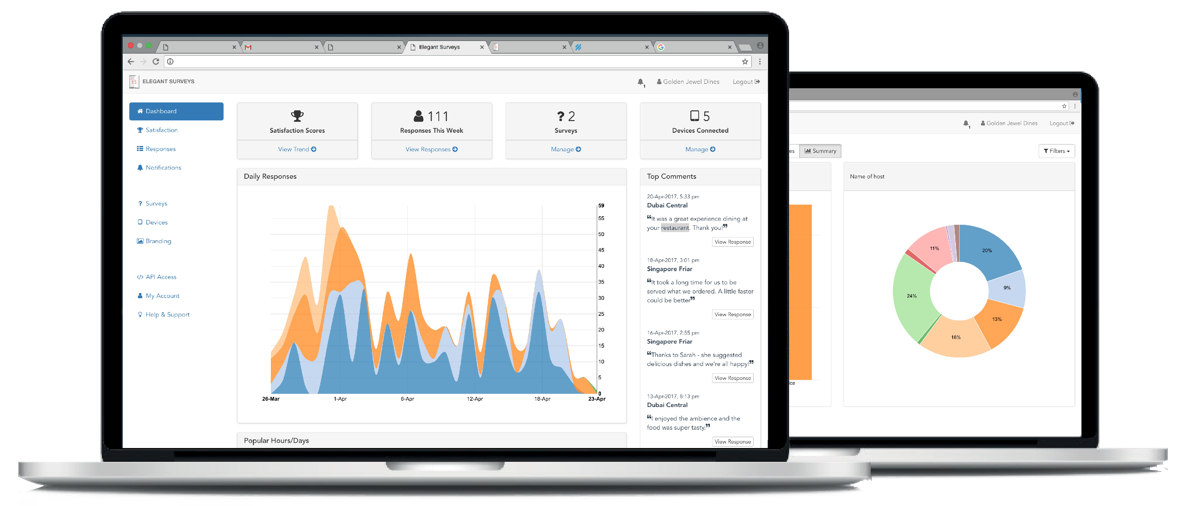 Elegant Surveys
ELEGANT SURVEYS
1
Golden Jewel Dines
Logout
Dashboard
Satisfaction
Responses
Notifications
Surveys
Devices
Branding
</> API Access
My Account
Help & Support
Satisfaction Scores
View Trend
111
Responses This Week
View Responses
? 2
Surveys
Manage
5
Devices Connected
Manage
Daily Responses
59
55
50
45
40
35
30
25
20
15
10
5
0
26-Mar
1-Apr
6-Apr
12-Apr
18-Apr
23-Apr
Popular Hours/Days
Top Comments
20-Apr-2017, 5:33 pm
Dubai Central
“It was a great experience dining at
your restaurant. Thank you!”
View Response
18-Apr-2017, 3:01 pm
Singapore Friar
“It took a long time for us to be
served what we ordered. A little faster
could be better”
View Response
16-Apr-2017, 2:55 pm
Singapore Friar
“Thanks to Sarah - she suggested
delicious dishes and we're all happy!”
View Response
13-Apr-2017, 8:13 pm
Dubai Central
“I enjoyed the ambience and the
food was super tasty.”
View Response
1
Golden Jewel Dines
Logout
Summary
Filters
Name of host
20%
9%
13%
18%
24%
11%